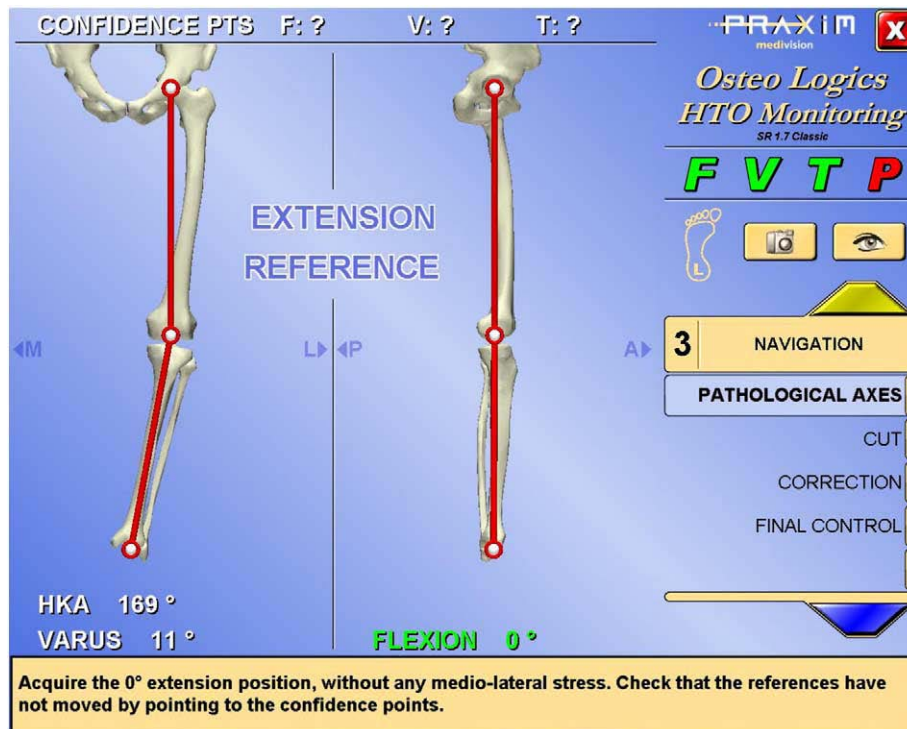 CONFIDENCE PTS F: ? V: ? T: ?
PRAXiM
medivision
X
Osteo Logics
HTO Monitoring
SR 1.7 Classic
F V T P
EXTENSION
REFERENCE
L
M L P A
3 NAVIGATION
PATHOLOGICAL AXES
CUT
CORRECTION
FINAL CONTROL
HKA 169 °
VARUS 11 °
FLEXION 0 °
Acquire the 0° extension position, without any medio-lateral stress. Check that the references have
not moved by pointing to the confidence points.